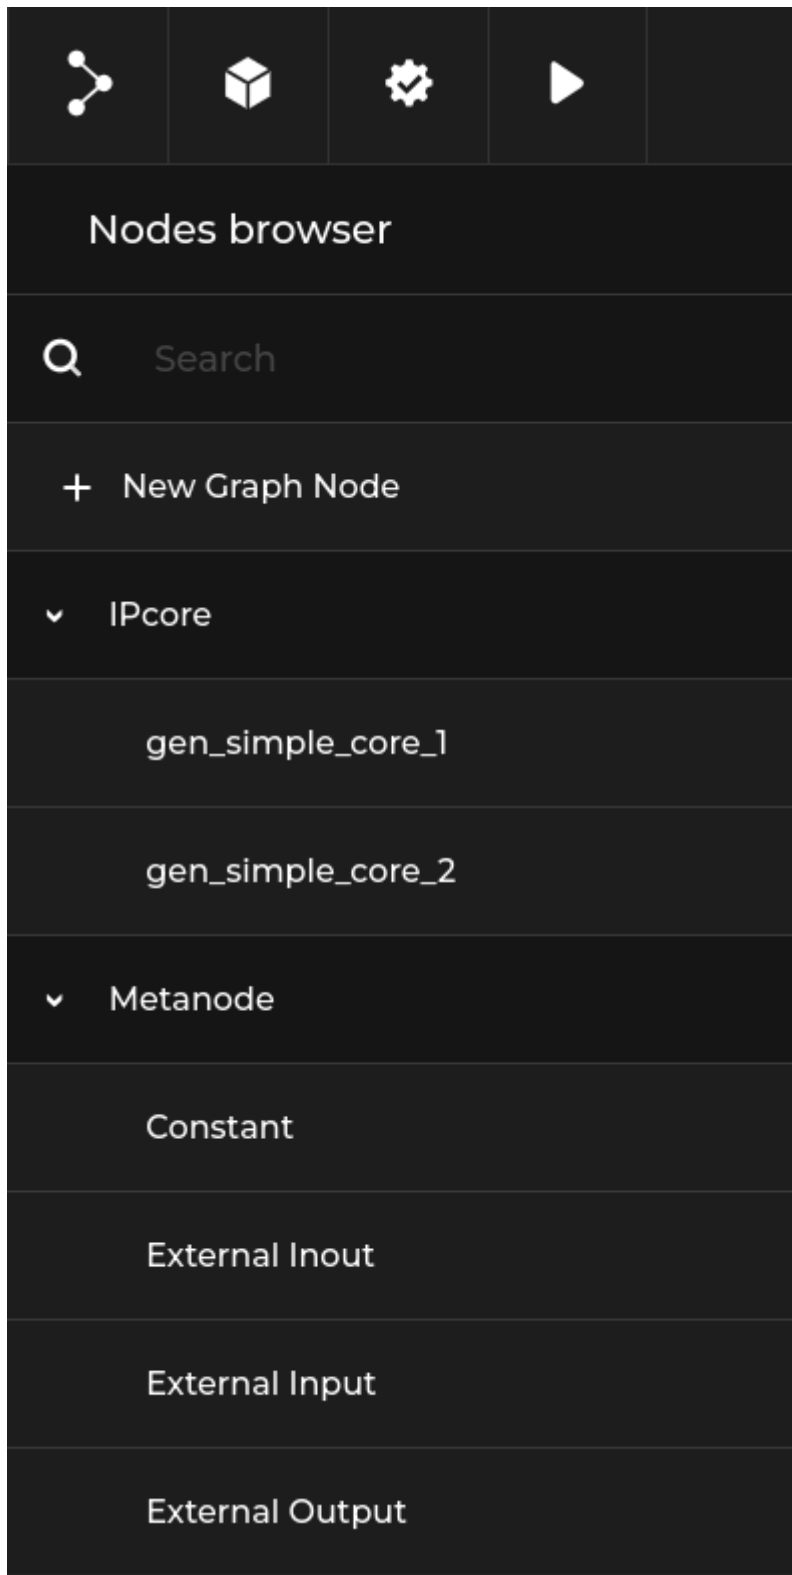 Nodes browser
Search
New Graph Node
IPcore
gen_simple_core_1
gen_simple_core_2
Metanode
Constant
External Inout
External Input
External Output